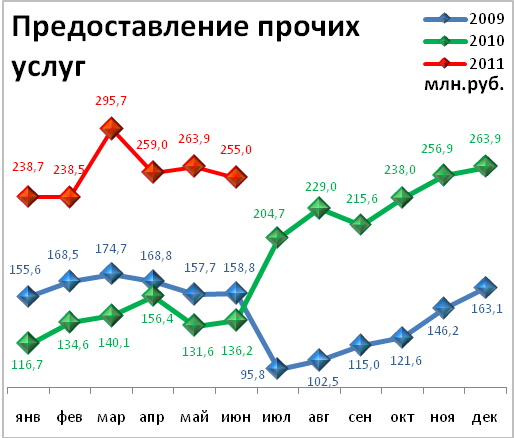 Предоставление прочих
услуг
2009
2010
2011
млн.руб.
238,7 238,5 295,7 259,0 263,9 255,0
155,6 168,5 174,7 168,8 157,7 158,8 95,8 102,5 115,0 121,6 146,2 163,1
116,7 134,6 140,1 156,4 131,6 136,2 204,7 229,0 215,6 238,0 256,9 263,9
янв фев мар апр май июн июл авг сен окт ноя дек